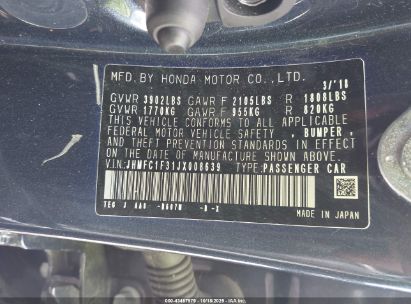 MFD. BY HONDA MOTOR CO., LTD. 3/'18
GVWR 3902LBS GAWR F 2105LBS R 1808LBS
GVWR 1770KG GAWR F 955KG R 820KG
THIS VEHICLE CONFORMS TO ALL APPLICABLE
FEDERAL MOTOR VEHICLE SAFETY, BUMPER,
AND THEFT PREVENTION STANDARDS IN EFFECT
ON THE DATE OF MANUFACTURE SHOWN ABOVE.
V.I.N:JHMFC1F31JX008639 TYPE:PASSENGER CAR
MADE IN JAPAN